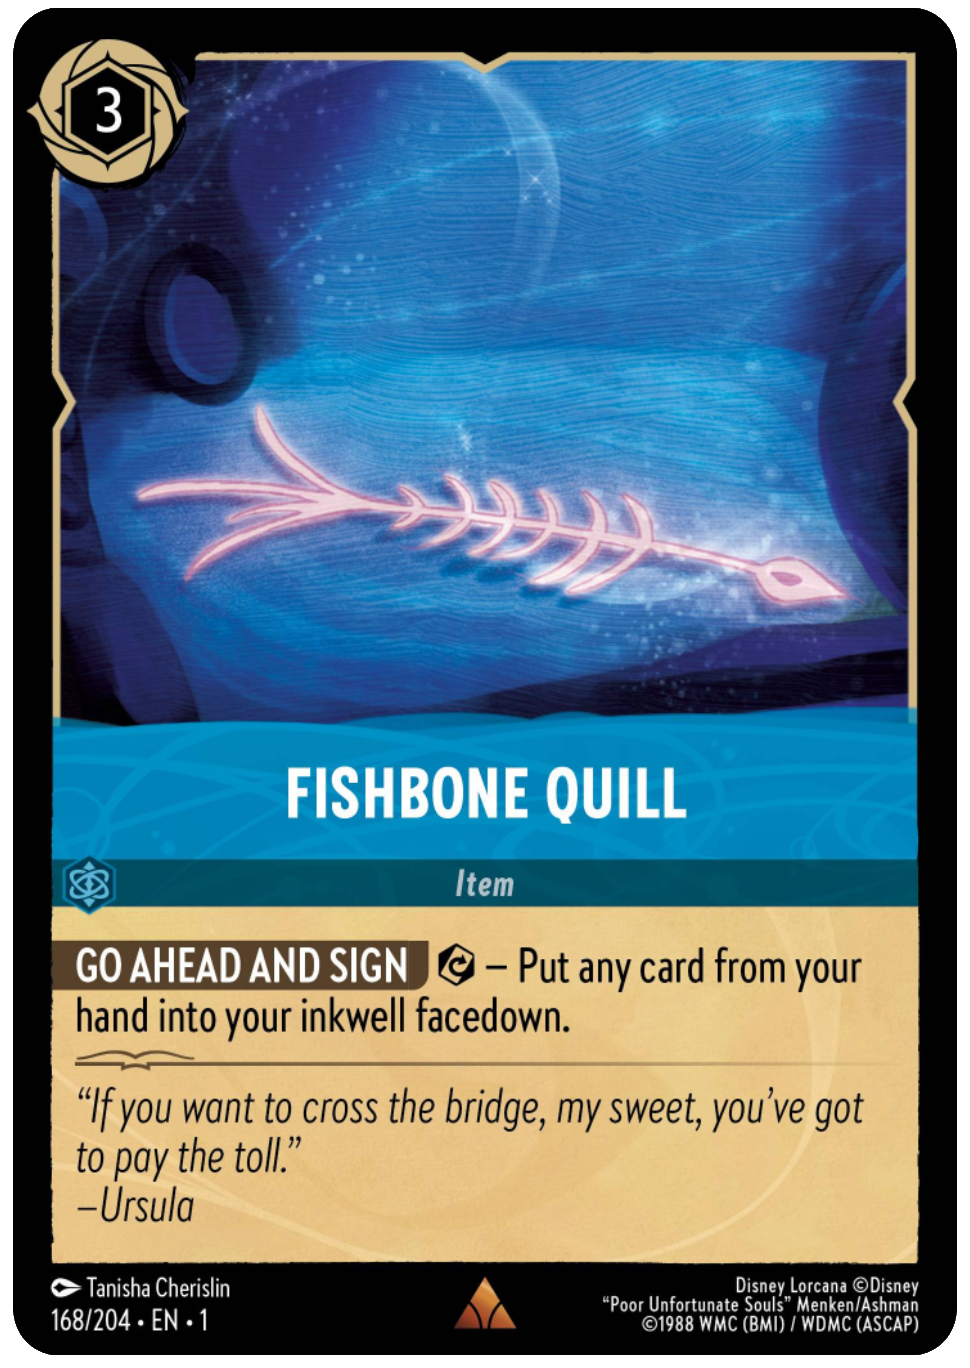 3
FISHBONE QUILL
Item
GO AHEAD AND SIGN – Put any card from your
hand into your inkwell facedown.
“If you want to cross the bridge, my sweet, you’ve got
to pay the toll.”
–Ursula
Tanisha Cherislin
168/204 • EN • 1
Disney Lorcana ©Disney
“Poor Unfortunate Souls” Menken/Ashman
©1988 WMC (BMI) / WDMC (ASCAP)